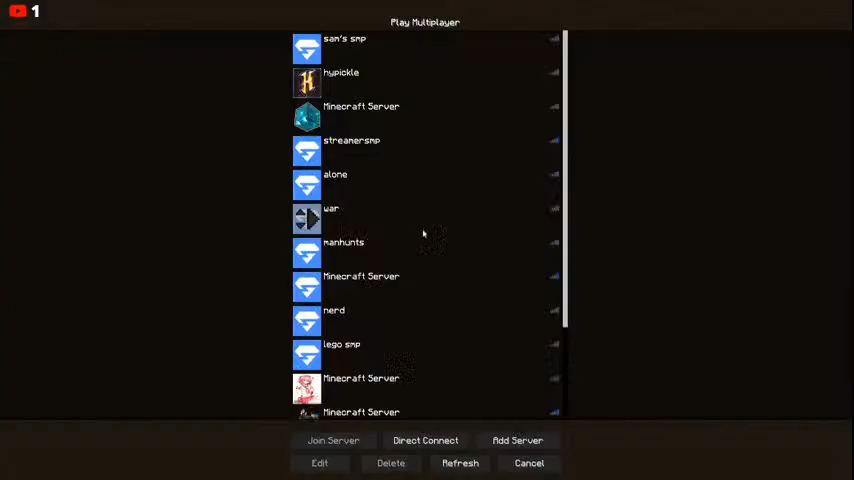 1
Play Multiplayer
sam's smp
hypickle
Minecraft Server
streamersmp
alone
war
manhunts
Minecraft Server
nerd
lego smp
Minecraft Server
Minecraft Server
Join Server
Direct Connect
Add Server
Edit
Delete
Refresh
Cancel